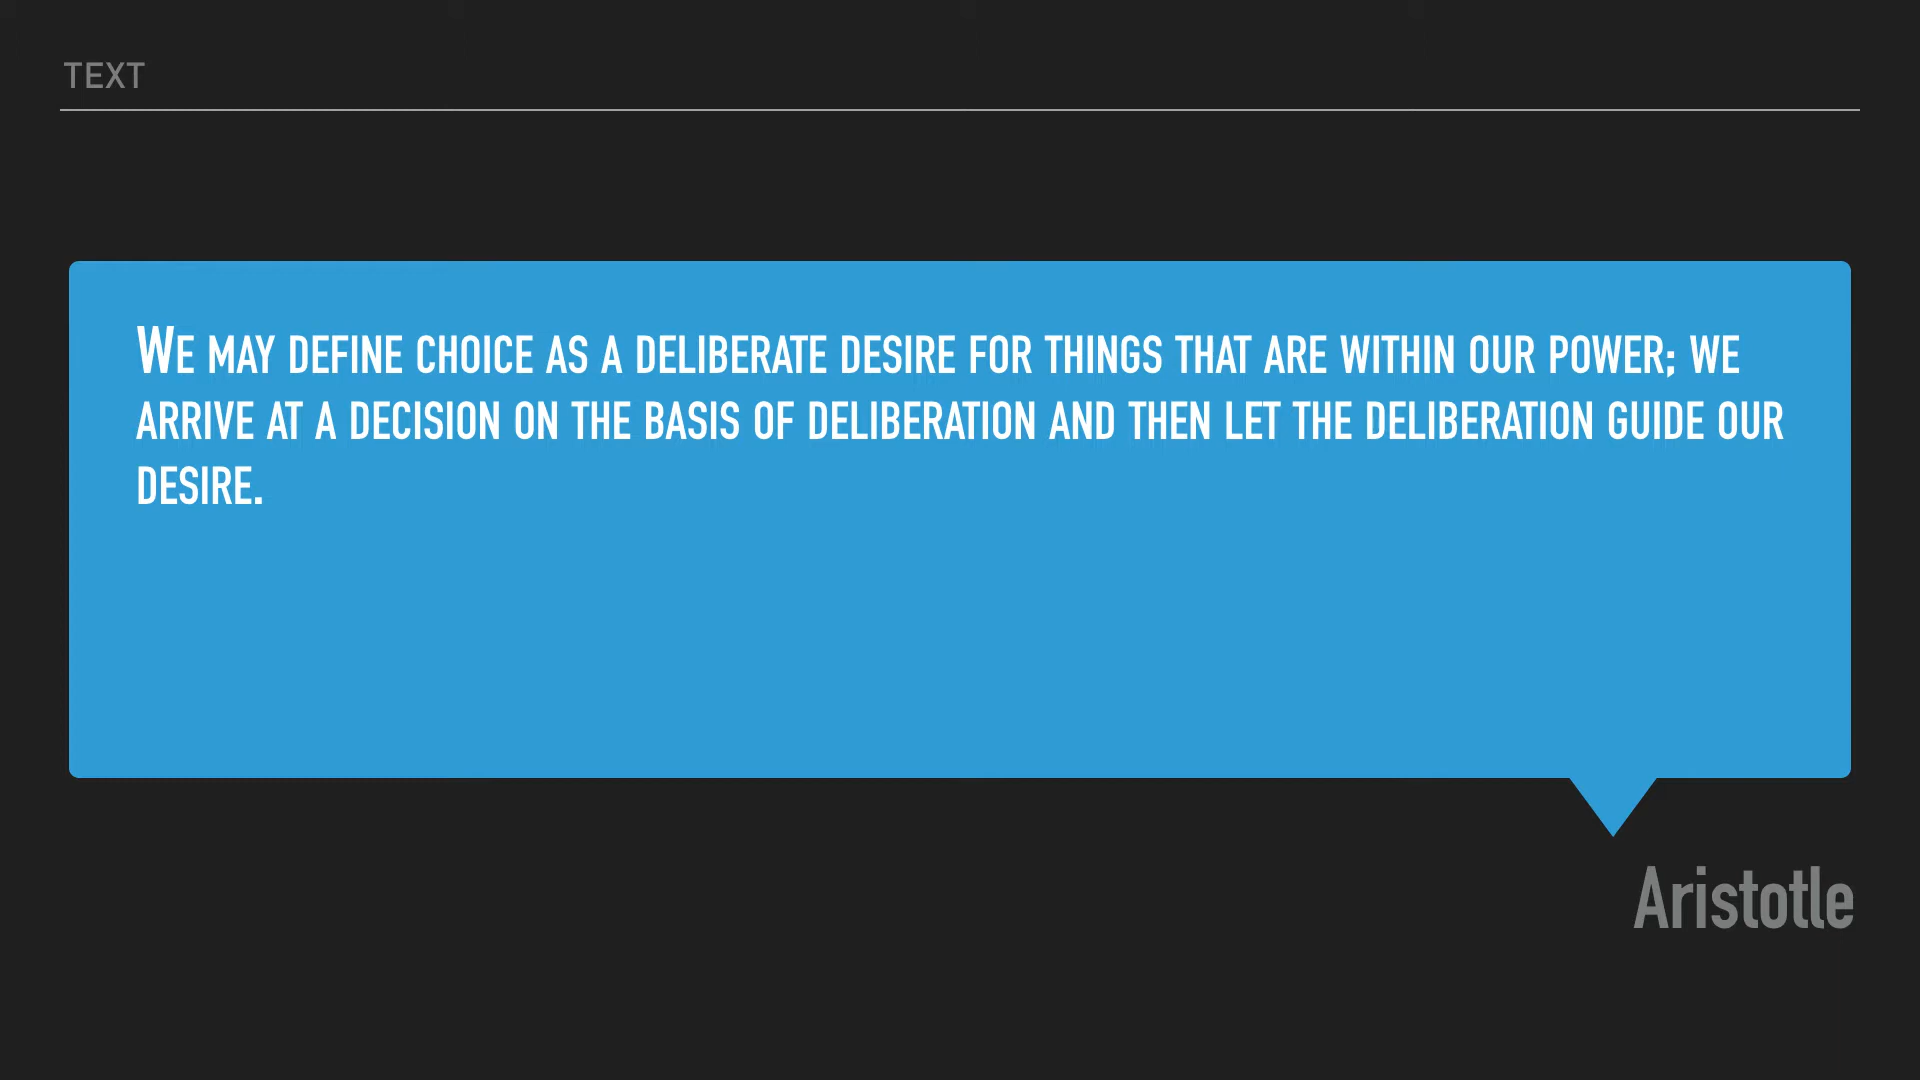 TEXT
WE MAY DEFINE CHOICE AS A DELIBERATE DESIRE FOR THINGS THAT ARE WITHIN OUR POWER; WE
ARRIVE AT A DECISION ON THE BASIS OF DELIBERATION AND THEN LET THE DELIBERATION GUIDE OUR
DESIRE.
Aristotle